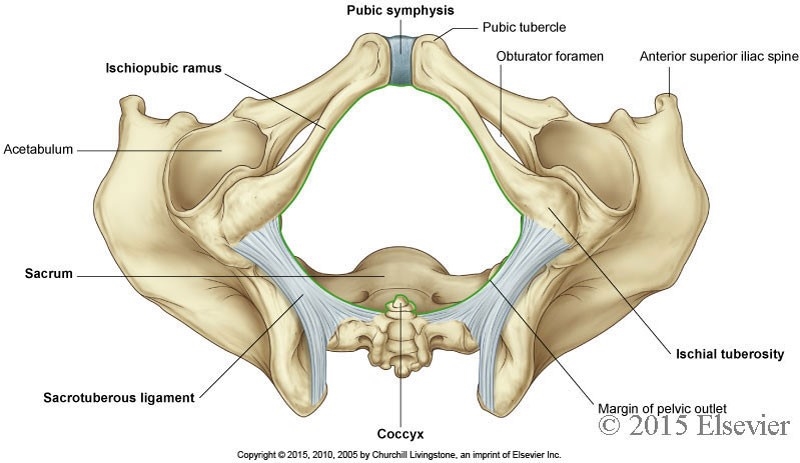 Pubic symphysis
Pubic tubercle
Obturator foramen
Anterior superior iliac spine
Ischiopubic ramus
Acetabulum
Sacrum
Ischial tuberosity
Sacrotuberous ligament
Margin of pelvic outlet
© 2015 Elsevier
Coccyx
Copyright © 2015, 2010, 2005 by Churchill Livingstone, an imprint of Elsevier Inc.